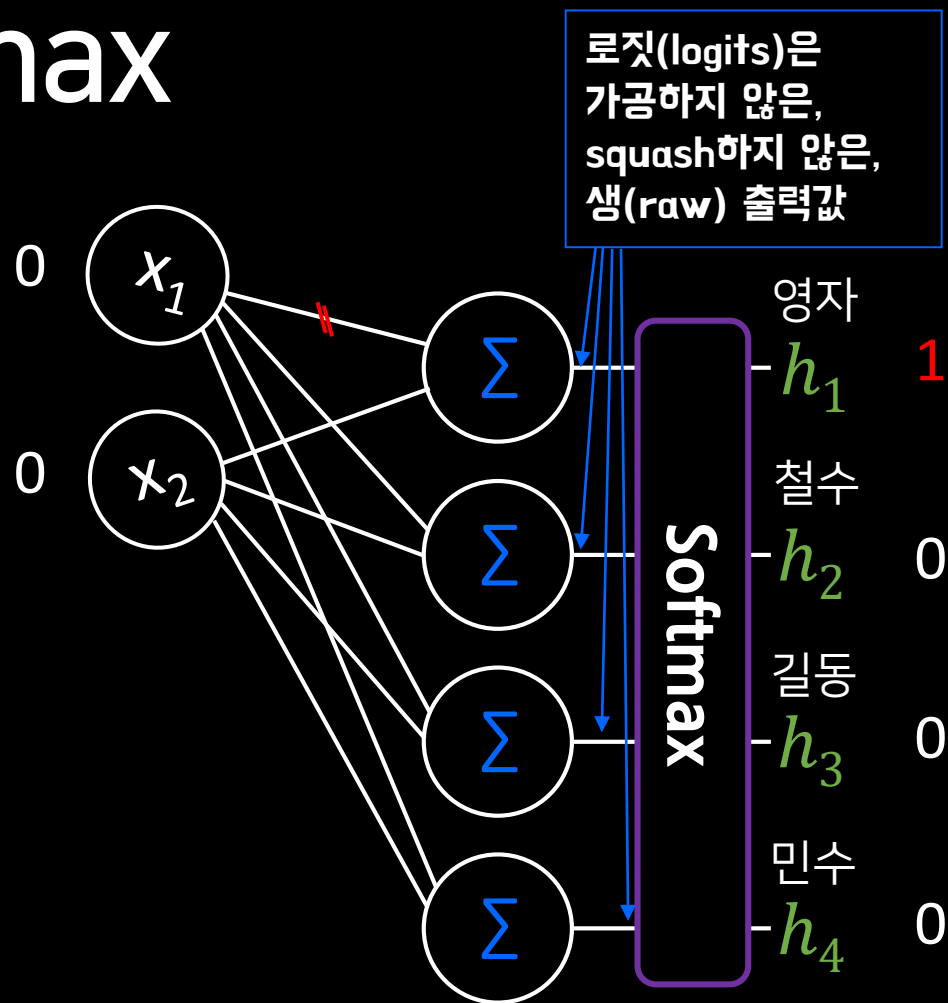 max
로짓(logits)은
가공하지 않은,
squash하지 않은,
생(raw) 출력값
0 x₁
0 x₂
∑
∑
∑
∑
Softmax
영자
h₁ 1
철수
h₂ 0
길동
h₃ 0
민수
h₄ 0